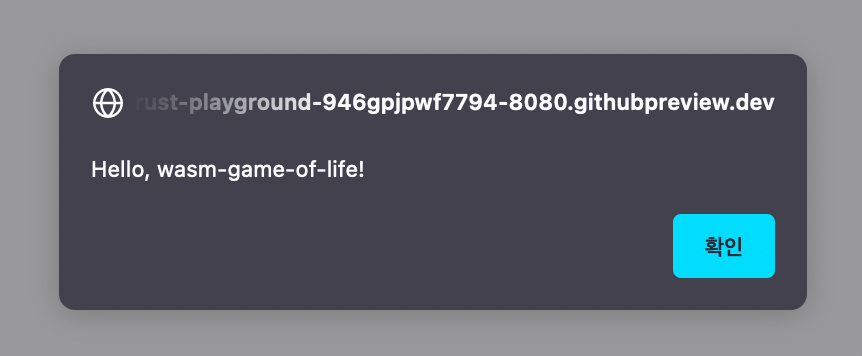 rust-playground-946gpjpwf7794-8080.githubpreview.dev
Hello, wasm-game-of-life!
확인